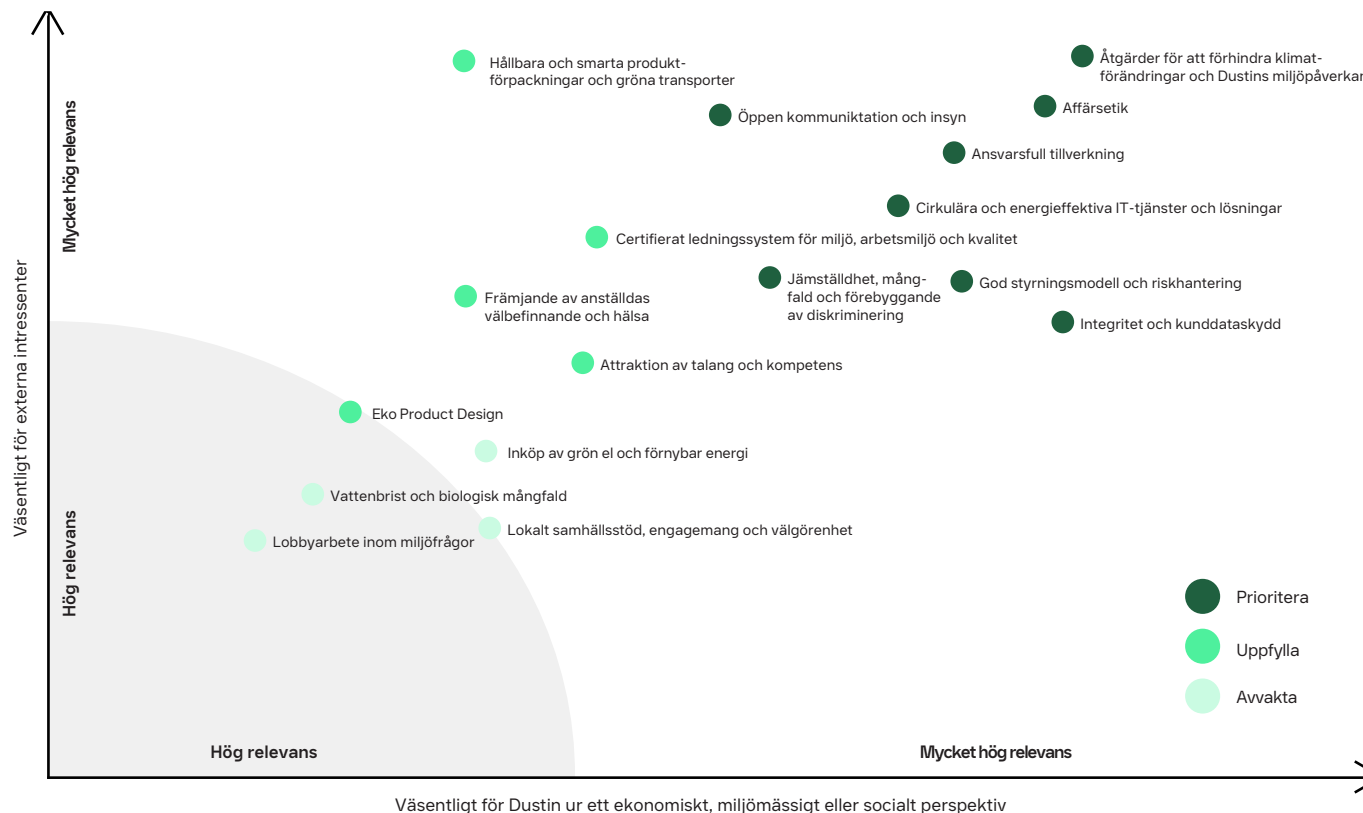 Väsentligt för externa intressenter
Mycket hög relevans
Hög relevans
Hållbara och smarta produkt-
förpackningar och gröna transporter
Åtgärder för att förhindra klimat-
förändringar och Dustins miljöpåverkan
Affärsetik
Öppen kommuniktation och insyn
Ansvarsfull tillverkning
Cirkulära och energieffektiva IT-tjänster och lösningar
Certifierat ledningssystem för miljö, arbetsmiljö och kvalitet
Jämställdhet, mång-
fald och förebyggande
av diskriminering
God styrningsmodell och riskhantering
Främjande av anställdas
välbefinnande och hälsa
Integritet och kunddataskydd
Attraktion av talang och kompetens
Eko Product Design
Inköp av grön el och förnybar energi
Vattenbrist och biologisk mångfald
Lokalt samhällsstöd, engagemang och välgörenhet
Lobbyarbete inom miljöfrågor
Prioritera
Uppfylla
Avvakta
Hög relevans
Mycket hög relevans
Väsentligt för Dustin ur ett ekonomiskt, miljömässigt eller socialt perspektiv